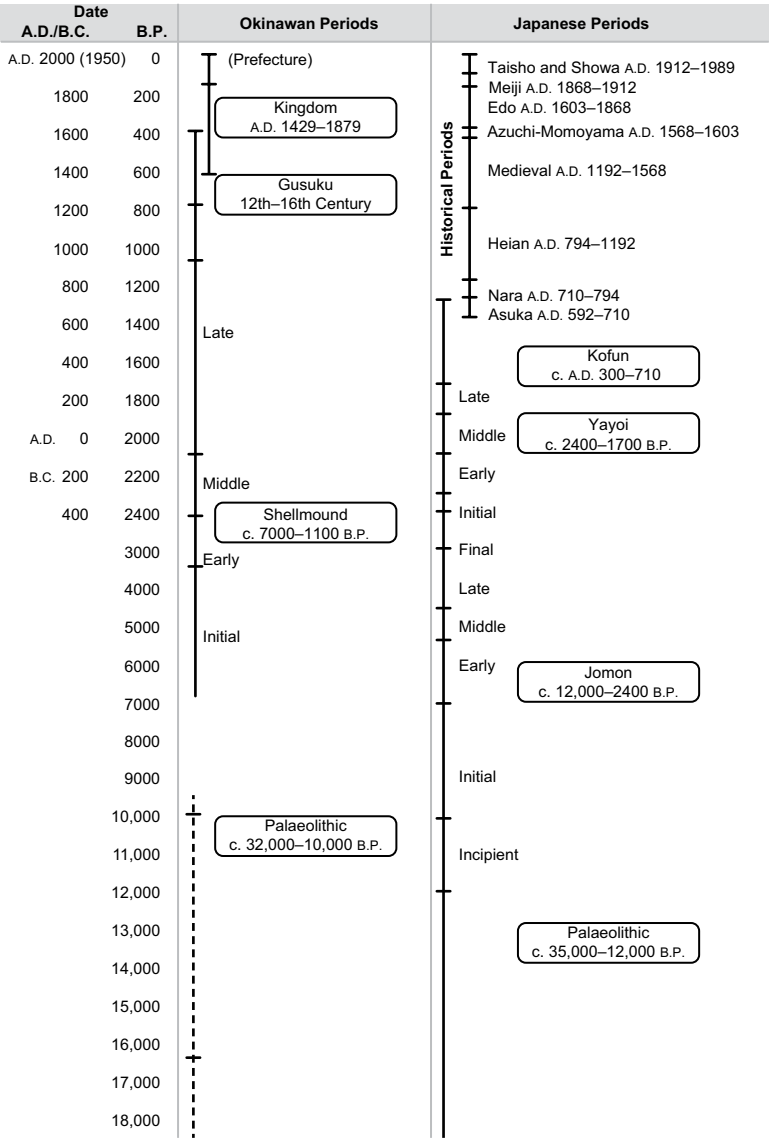 Date
A.D./B.C. B.P. Okinawan Periods Japanese Periods
A.D. 2000 (1950) 0 (Prefecture)
Taisho and Showa A.D. 1912–1989
Meiji A.D. 1868–1912
1800 200
Kingdom
A.D. 1429–1879
Edo A.D. 1603–1868
1600 400 Azuchi-Momoyama A.D. 1568–1603
Historical Periods
1400 600 Medieval A.D. 1192–1568
Gusuku
12th–16th Century
1200 800
1000 1000 Heian A.D. 794–1192
800 1200
Nara A.D. 710–794
Asuka A.D. 592–710
600 1400
Late
400 1600
Kofun
c. A.D. 300–710
200 1800 Late
A.D. 0 2000 Middle
Yayoi
c. 2400–1700 B.P.
B.C. 200 2200 Middle Early
400 2400
Shellmound
c. 7000–1100 B.P.
Initial
3000 Early Final
4000 Late
5000 Initial Middle
6000 Early
Jomon
c. 12,000–2400 B.P.
7000
8000
9000 Initial
10,000
Palaeolithic
c. 32,000–10,000 B.P.
11,000 Incipient
12,000
13,000
Palaeolithic
c. 35,000–12,000 B.P.
14,000
15,000
16,000
17,000
18,000